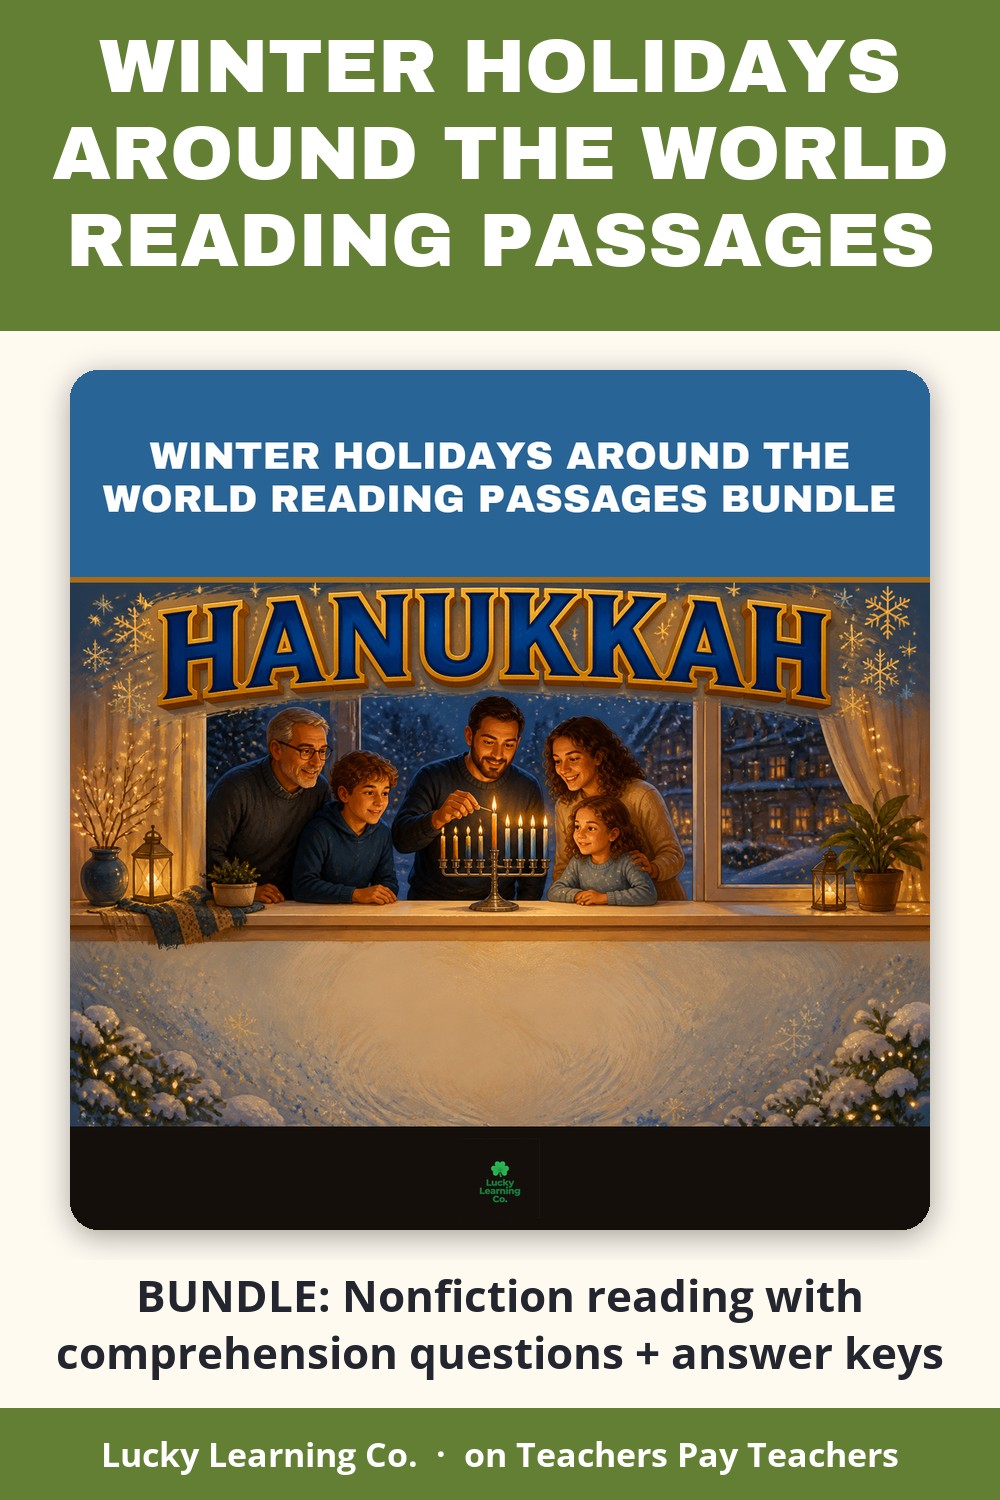 WINTER HOLIDAYS
AROUND THE WORLD
READING PASSAGES
WINTER HOLIDAYS AROUND THE
WORLD READING PASSAGES BUNDLE
HANUKKAH
Lucky
Learning
Co.
BUNDLE: Nonfiction reading with
comprehension questions + answer keys
Lucky Learning Co. · on Teachers Pay Teachers